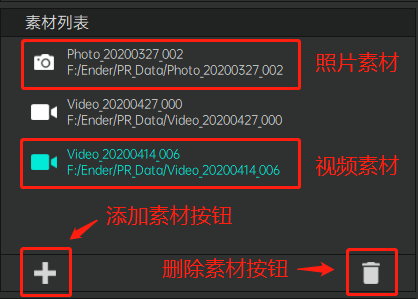 素材列表
Photo_20200327_002
F:/Ender/PR_Data/Photo_20200327_002
照片素材
Video_20200427_000
F:/Ender/PR_Data/Video_20200427_000
Video_20200414_006
F:/Ender/PR_Data/Video_20200414_006
视频素材
添加素材按钮
删除素材按钮